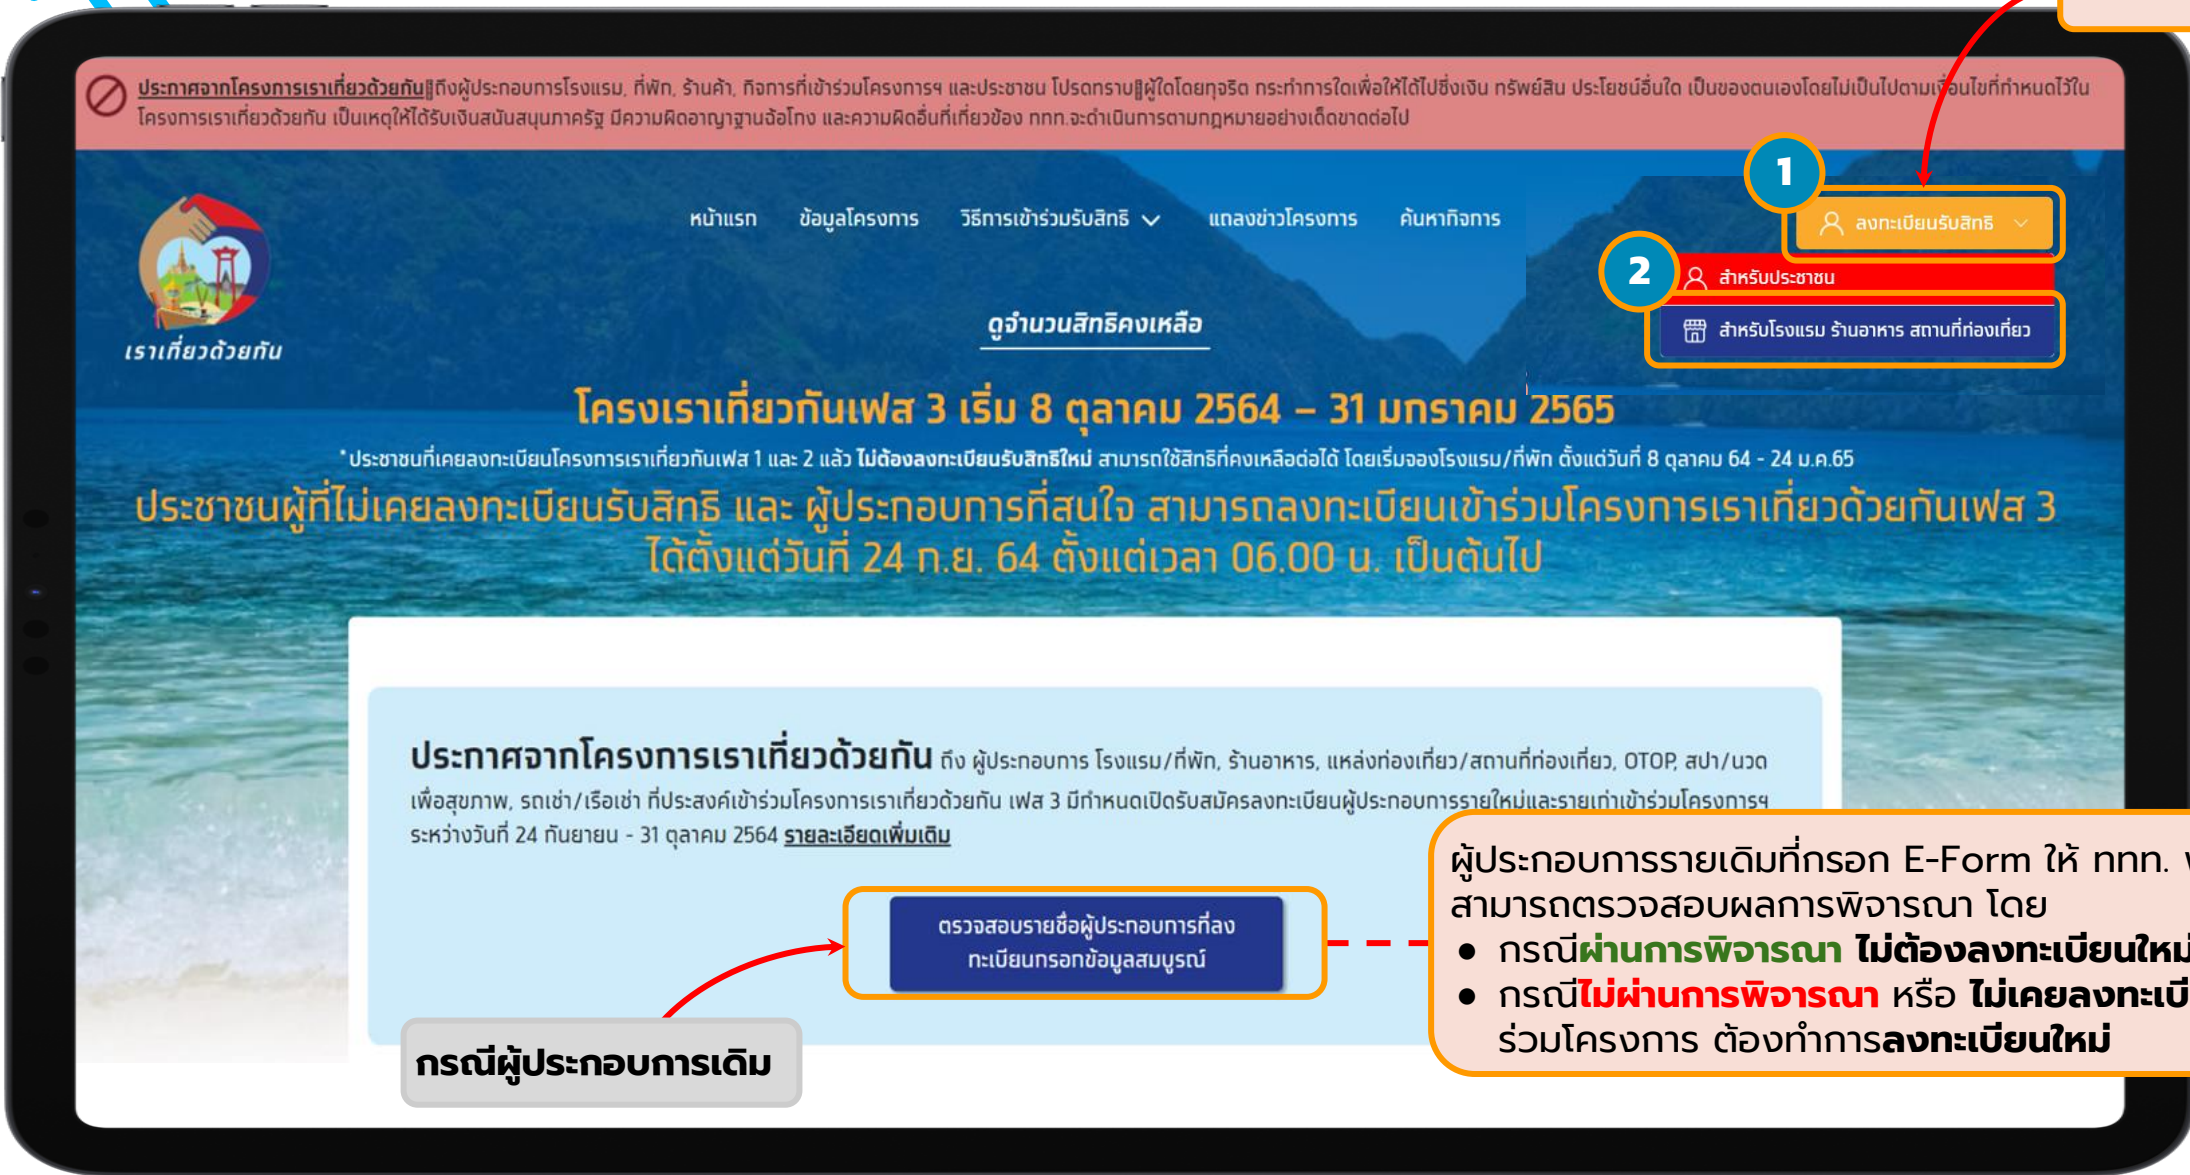 ประกาศจากโครงการเราเที่ยวด้วยกัน||ถึงผู้ประกอบการโรงแรม, ที่พัก, ร้านค้า, กิจการที่เข้าร่วมโครงการฯ และประชาชน โปรดทราบ||ผู้ใดโดยทุจริต กระทำการใดเพื่อให้ได้ไปซึ่งเงิน ทรัพย์สิน ประโยชน์อื่นใด เป็นของตนเองโดยไม่เป็นไปตามเงื่อนไขที่กำหนดไว้ใน
โครงการเราเที่ยวด้วยกัน เป็นเหตุให้ได้รับเงินสนับสนุนภาครัฐ มีความผิดอาญาฐานฉ้อโกง และความผิดอื่นที่เกี่ยวข้อง ททท.จะดำเนินการตามกฎหมายอย่างเด็ดขาดต่อไป
1
หน้าแรก ข้อมูลโครงการ วิธีการเข้าร่วมรับสิทธิ แถลงข่าวโครงการ ค้นหากิจการ ลงทะเบียนรับสิทธิ
2 สำหรับประชาชน
สำหรับโรงแรม ร้านอาหาร สถานที่ท่องเที่ยว
เราเที่ยวด้วยกัน
ดูจำนวนสิทธิคงเหลือ
โครงเราเที่ยวกันเฟส 3 เริ่ม 8 ตุลาคม 2564 – 31 มกราคม 2565
*ประชาชนที่เคยลงทะเบียนโครงการเราเที่ยวกันเฟส 1 และ 2 แล้ว ไม่ต้องลงทะเบียนรับสิทธิใหม่ สามารถใช้สิทธิที่คงเหลือต่อได้ โดยเริ่มจองโรงแรม/ที่พัก ตั้งแต่วันที่ 8 ตุลาคม 64 - 24 ม.ค.65
ประชาชนผู้ที่ไม่เคยลงทะเบียนรับสิทธิ และ ผู้ประกอบการที่สนใจ สามารถลงทะเบียนเข้าร่วมโครงการเราเที่ยวด้วยกันเฟส 3
ได้ตั้งแต่วันที่ 24 ก.ย. 64 ตั้งแต่เวลา 06.00 น. เป็นต้นไป
ประกาศจากโครงการเราเที่ยวด้วยกัน ถึง ผู้ประกอบการ โรงแรม/ที่พัก, ร้านอาหาร, แหล่งท่องเที่ยว/สถานที่ท่องเที่ยว, OTOP, สปา/นวด
เพื่อสุขภาพ, รถเช่า/เรือเช่า ที่ประสงค์เข้าร่วมโครงการเราเที่ยวด้วยกัน เฟส 3 มีกำหนดเปิดรับสมัครลงทะเบียนผู้ประกอบการรายใหม่และรายเก่าเข้าร่วมโครงการฯ
ระหว่างวันที่ 24 กันยายน - 31 ตุลาคม 2564 รายละเอียดเพิ่มเติม
ตรวจสอบรายชื่อผู้ประกอบการที่ลง
ทะเบียนกรอกข้อมูลสมบูรณ์
กรณีผู้ประกอบการเดิม
ผู้ประกอบการรายเดิมที่กรอก E-Form ให้ ททท.
สามารถตรวจสอบผลการพิจารณา โดย
● กรณีผ่านการพิจารณา ไม่ต้องลงทะเบียนใหม่
● กรณีไม่ผ่านการพิจารณา หรือ ไม่เคยลงทะเบี
ร่วมโครงการ ต้องทำการลงทะเบียนใหม่